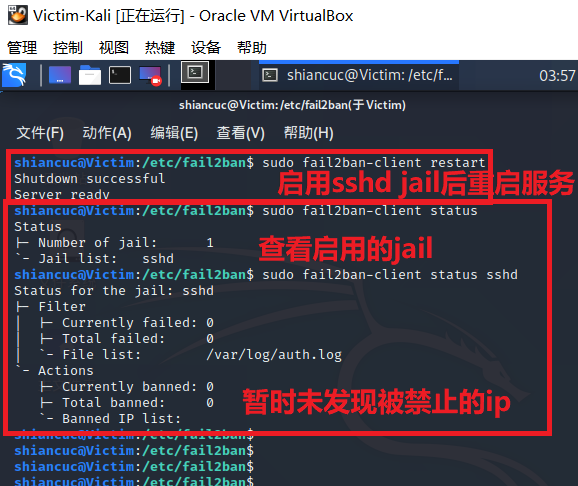 Victim-Kali [正在运行] - Oracle VM VirtualBox
管理 控制 视图 热键 设备 帮助
shiancuc@Victim: /etc/f... 03:57
shiancuc@Victim:/etc/fail2ban(于 Victim)
文件(F) 动作(A) 编辑(E) 查看(V) 帮助(H)
shiancuc@Victim:/etc/fail2ban$ sudo fail2ban-client restart
Shutdown successful
启用sshd jail后重启服务
Server ready
shiancuc@Victim:/etc/fail2ban$ sudo fail2ban-client status
Status
|- Number of jail: 1
查看启用的jail
`- Jail list: sshd
shiancuc@Victim:/etc/fail2ban$ sudo fail2ban-client status sshd
Status for the jail: sshd
|- Filter
| |- Currently failed: 0
| |- Total failed: 0
| `- File list: /var/log/auth.log
`- Actions
|- Currently banned: 0
|- Total banned: 0
暂时未发现被禁止的ip
`- Banned IP list:
shiancuc@Victim:/etc/fail2ban$
shiancuc@Victim:/etc/fail2ban$
shiancuc@Victim:/etc/fail2ban$
shiancuc@Victim:/etc/fail2ban$